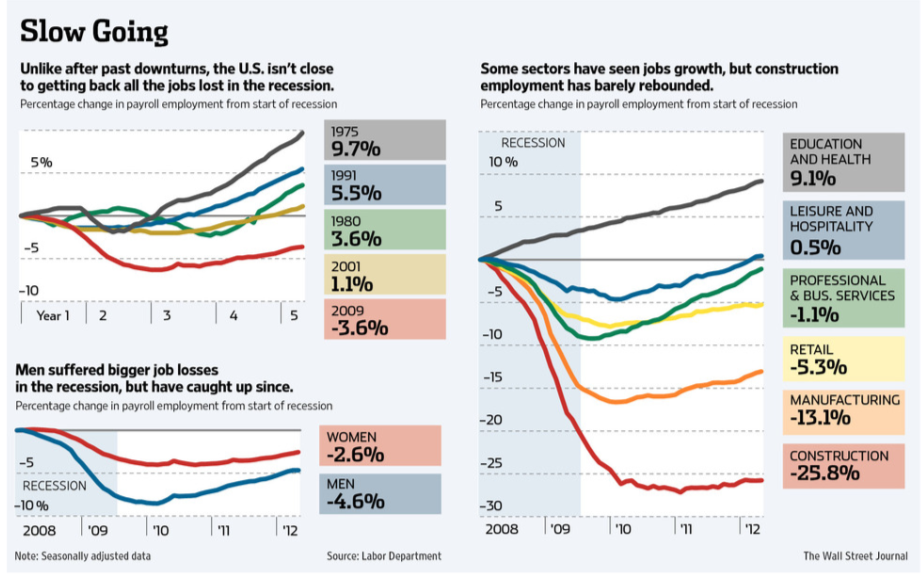 Slow Going
Unlike after past downturns, the U.S. isn't close
to getting back all the jobs lost in the recession.
Percentage change in payroll employment from start of recession
5%
-5
-10
Year 1
2
3
4
5
1975
9.7%
1991
5.5%
1980
3.6%
2001
1.1%
2009
-3.6%
Men suffered bigger job losses
in the recession, but have caught up since.
Percentage change in payroll employment from start of recession
-5
RECESSION
-10 %
2008
'09
'10
'11
'12
WOMEN
-2.6%
MEN
-4.6%
Note: Seasonally adjusted data
Source: Labor Department
Some sectors have seen jobs growth, but construction
employment has barely rebounded.
Percentage change in payroll employment from start of recession
RECESSION
10 %
5
-5
-10
-15
-20
-25
-30
2008
'09
'10
'11
'12
EDUCATION
AND HEALTH
9.1%
LEISURE AND
HOSPITALITY
0.5%
PROFESSIONAL
& BUS. SERVICES
-1.1%
RETAIL
-5.3%
MANUFACTURING
-13.1%
CONSTRUCTION
-25.8%
The Wall Street Journal